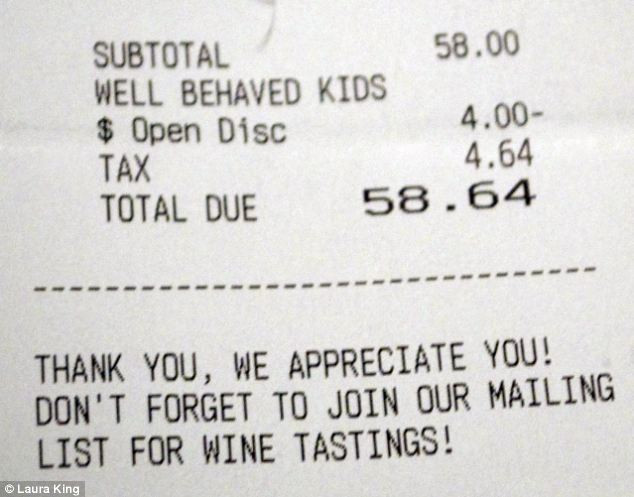 SUBTOTAL 58.00
WELL BEHAVED KIDS
$ Open Disc 4.00-
TAX 4.64
TOTAL DUE 58.64
--------------------------------
THANK YOU, WE APPRECIATE YOU!
DON'T FORGET TO JOIN OUR MAILING
LIST FOR WINE TASTINGS!
© Laura King